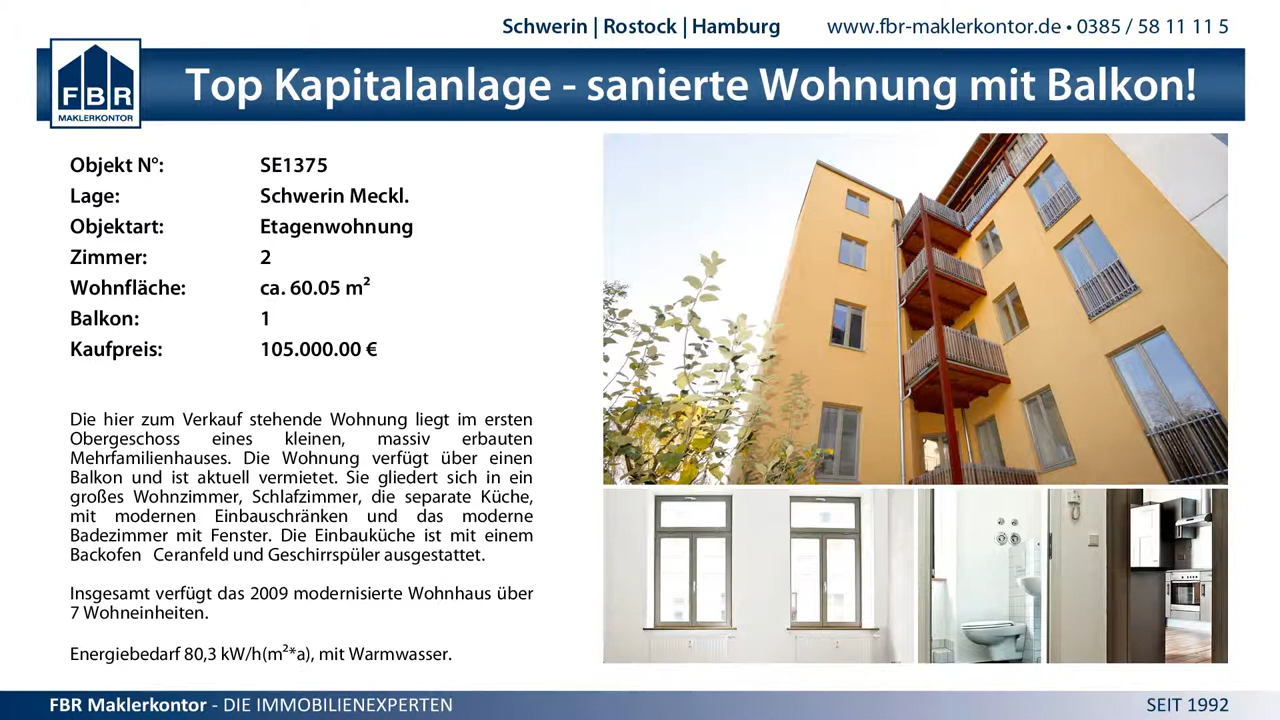 Schwerin | Rostock | Hamburg www.fbr-maklerkontor.de • 0385 / 58 11 11 5
FBR
MAKLERKONTOR
Top Kapitalanlage - sanierte Wohnung mit Balkon!
Objekt N°: SE1375
Lage: Schwerin Meckl.
Objektart: Etagenwohnung
Zimmer: 2
Wohnfläche: ca. 60.05 m²
Balkon: 1
Kaufpreis: 105.000.00 €
Die hier zum Verkauf stehende Wohnung liegt im ersten
Obergeschoss eines kleinen, massiv erbauten
Mehrfamilienhauses. Die Wohnung verfügt über einen
Balkon und ist aktuell vermietet. Sie gliedert sich in ein
großes Wohnzimmer, Schlafzimmer, die separate Küche,
mit modernen Einbauschränken und das moderne
Badezimmer mit Fenster. Die Einbauküche ist mit einem
Backofen Ceranfeld und Geschirrspüler ausgestattet.
Insgesamt verfügt das 2009 modernisierte Wohnhaus über
7 Wohneinheiten.
Energiebedarf 80,3 kW/h(m²*a), mit Warmwasser.
FBR Maklerkontor - DIE IMMOBILIENEXPERTEN SEIT 1992